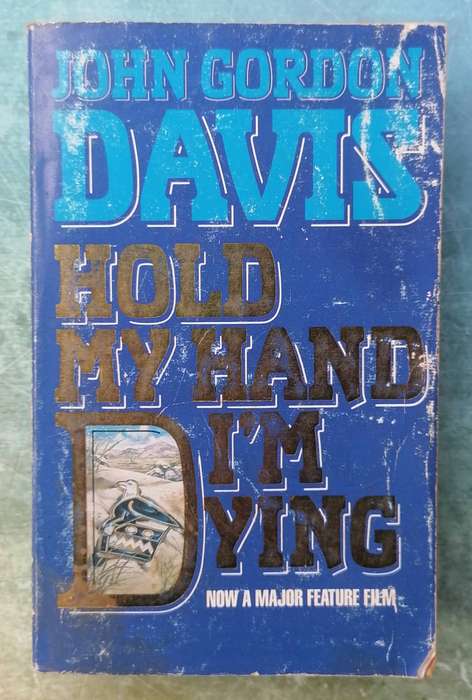 JOHN GORDON
DAVIS
HOLD
MY HAND
I'M
DYING
NOW A MAJOR FEATURE FILM